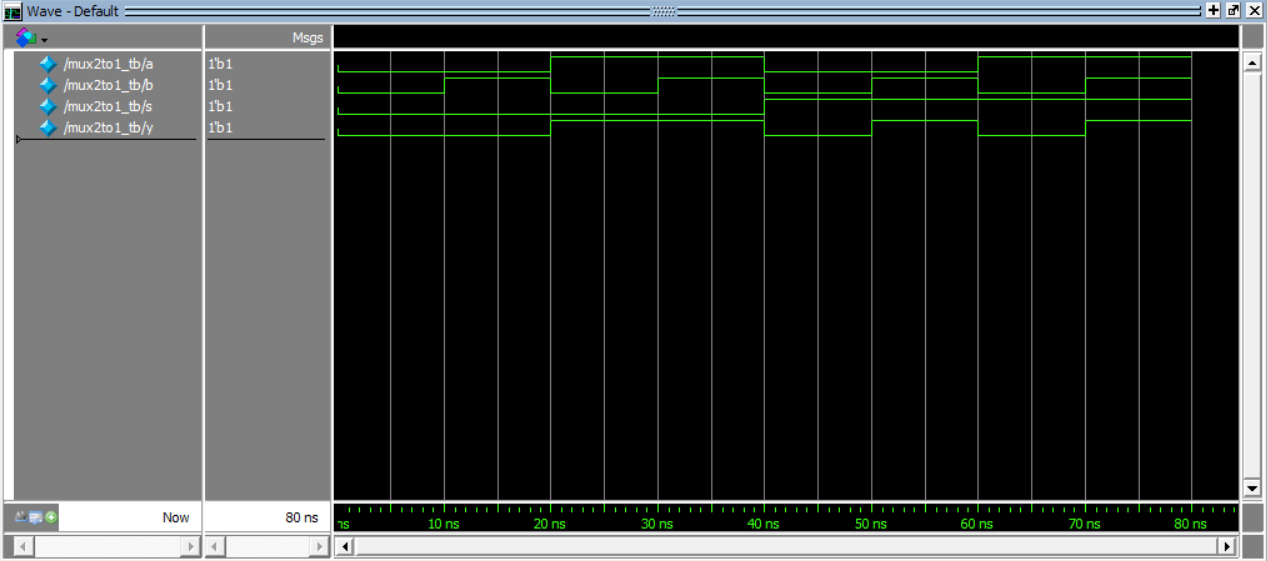 Wave - Default
Msgs
/mux2to1_tb/a 1'b1
/mux2to1_tb/b 1'b1
/mux2to1_tb/s 1'b1
/mux2to1_tb/y 1'b1
Now 80 ns
ns 10 ns 20 ns 30 ns 40 ns 50 ns 60 ns 70 ns 80 ns